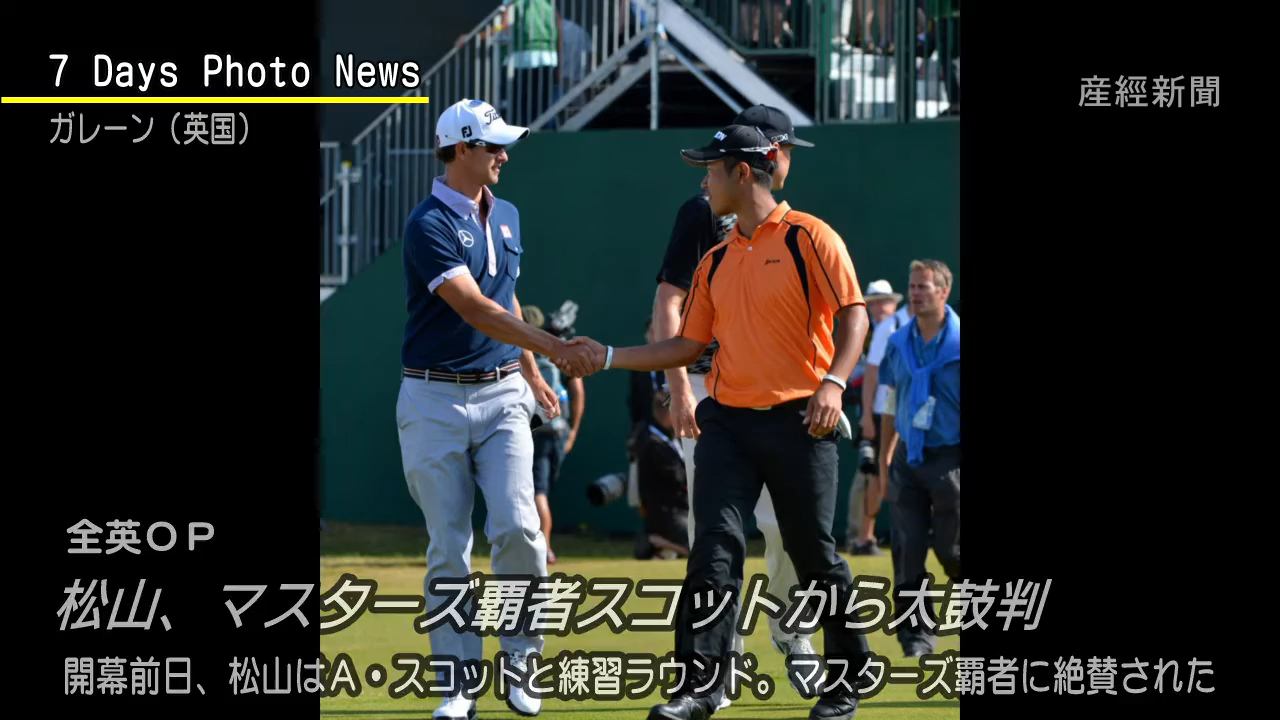 7 Days Photo News
産經新聞
ガレーン（英国）
Titleist
FJ
全英ＯＰ
松山、マスターズ覇者スコットから太鼓判
開幕前日、松山はＡ・スコットと練習ラウンド。マスターズ覇者に絶賛された